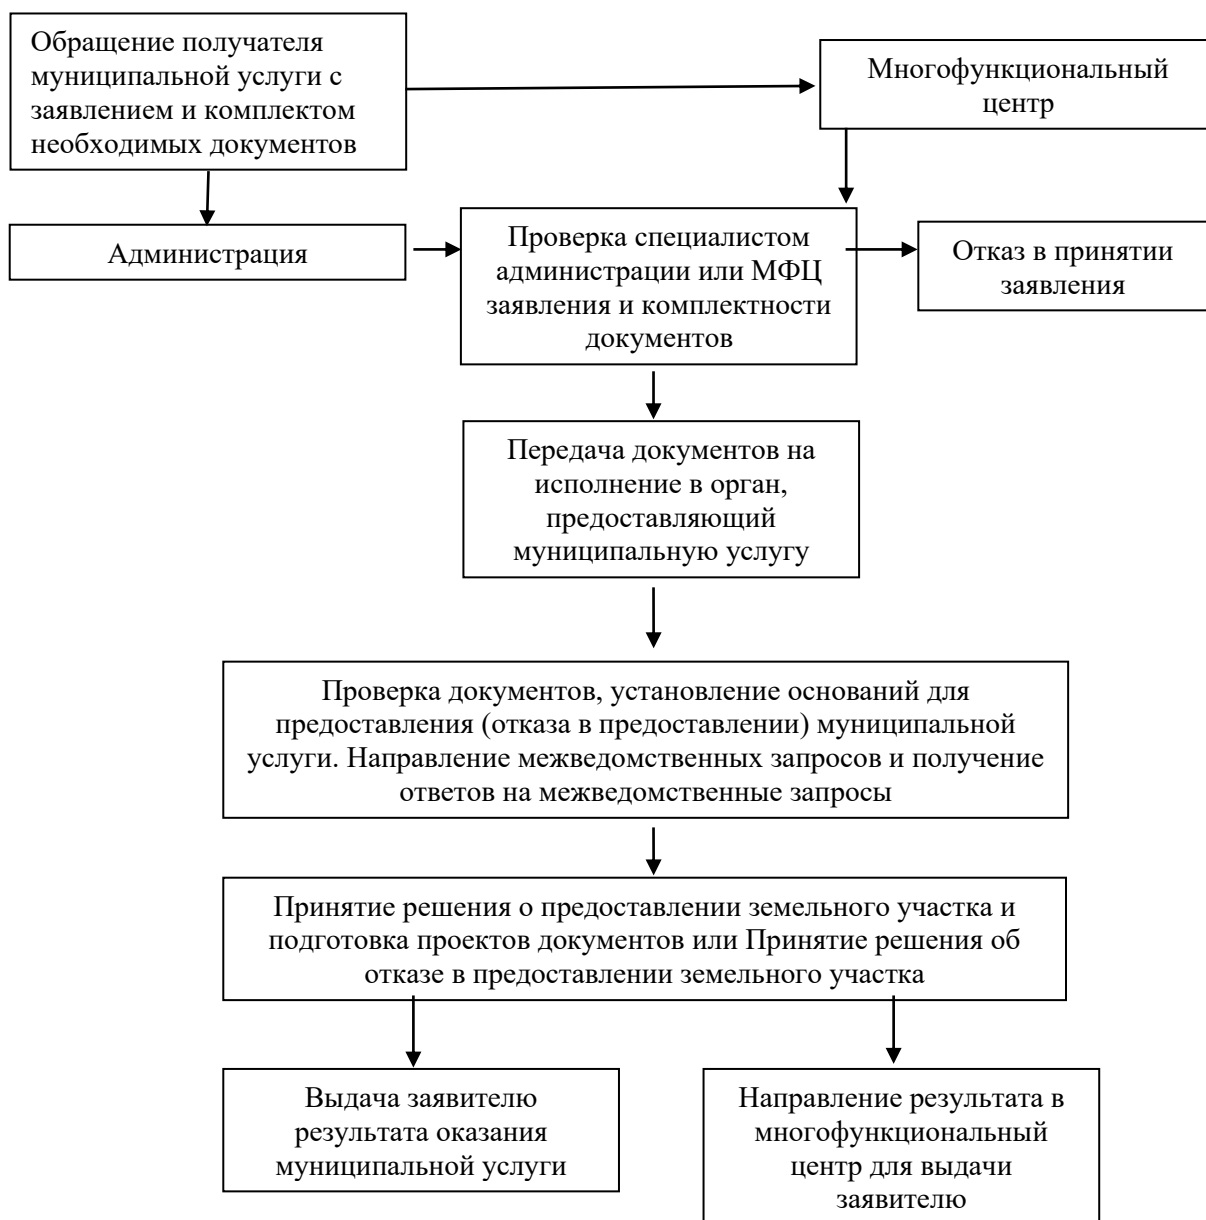 Обращение получателя
муниципальной услуги с
заявлением и комплектом
необходимых документов
Многофункциональный
центр
Администрация
Проверка специалистом
администрации или МФЦ
заявления и комплектности
документов
Отказ в принятии
заявления
Передача документов на
исполнение в орган,
предоставляющий
муниципальную услугу
Проверка документов, установление оснований для
предоставления (отказа в предоставлении) муниципальной
услуги. Направление межведомственных запросов и получение
ответов на межведомственные запросы
Принятие решения о предоставлении земельного участка и
подготовка проектов документов или Принятие решения об
отказе в предоставлении земельного участка
Выдача заявителю
результата оказания
муниципальной услуги
Направление результата в
многофункциональный
центр для выдачи
заявителю